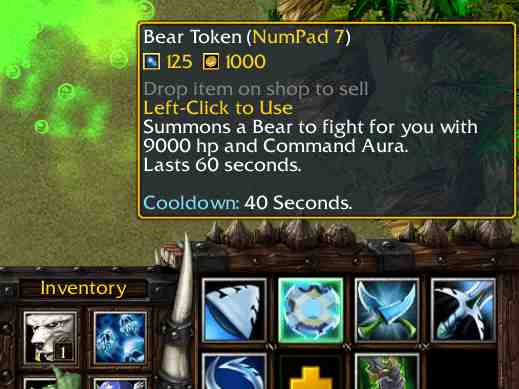 Bear Token (NumPad 7)
125 1000
Drop item on shop to sell
Left-Click to Use
Summons a Bear to fight for you with
9000 hp and Command Aura.
Lasts 60 seconds.
Cooldown: 40 Seconds.
Inventory
1